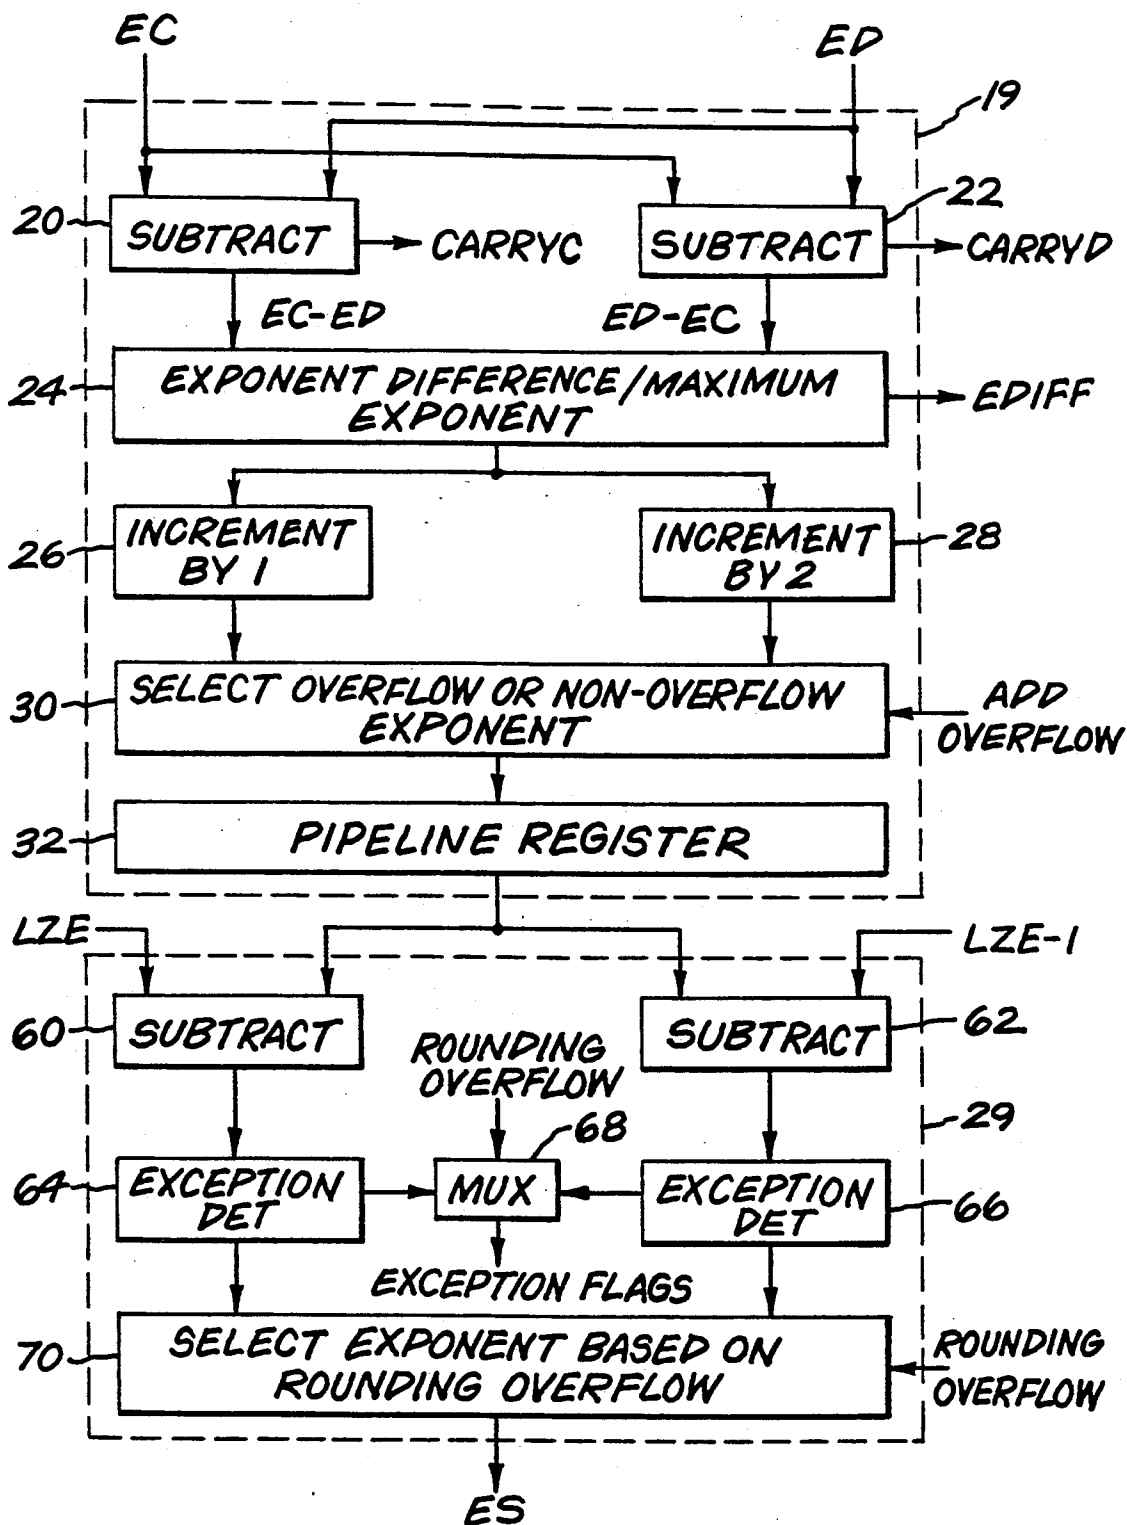 EC
ED
19
20
SUBTRACT
CARRYC
22
SUBTRACT
CARRYD
EC-ED
ED-EC
24
EXPONENT DIFFERENCE/MAXIMUM
EXPONENT
EDIFF
26
INCREMENT
BY 1
INCREMENT
BY 2
28
30
SELECT OVERFLOW OR NON-OVERFLOW
EXPONENT
ADD
OVERFLOW
32
PIPELINE REGISTER
LZE
LZE-1
60
SUBTRACT
ROUNDING
OVERFLOW
SUBTRACT
62
29
64
EXCEPTION
DET
68
MUX
EXCEPTION
DET
66
EXCEPTION FLAGS
70
SELECT EXPONENT BASED ON
ROUNDING OVERFLOW
ROUNDING
OVERFLOW
ES